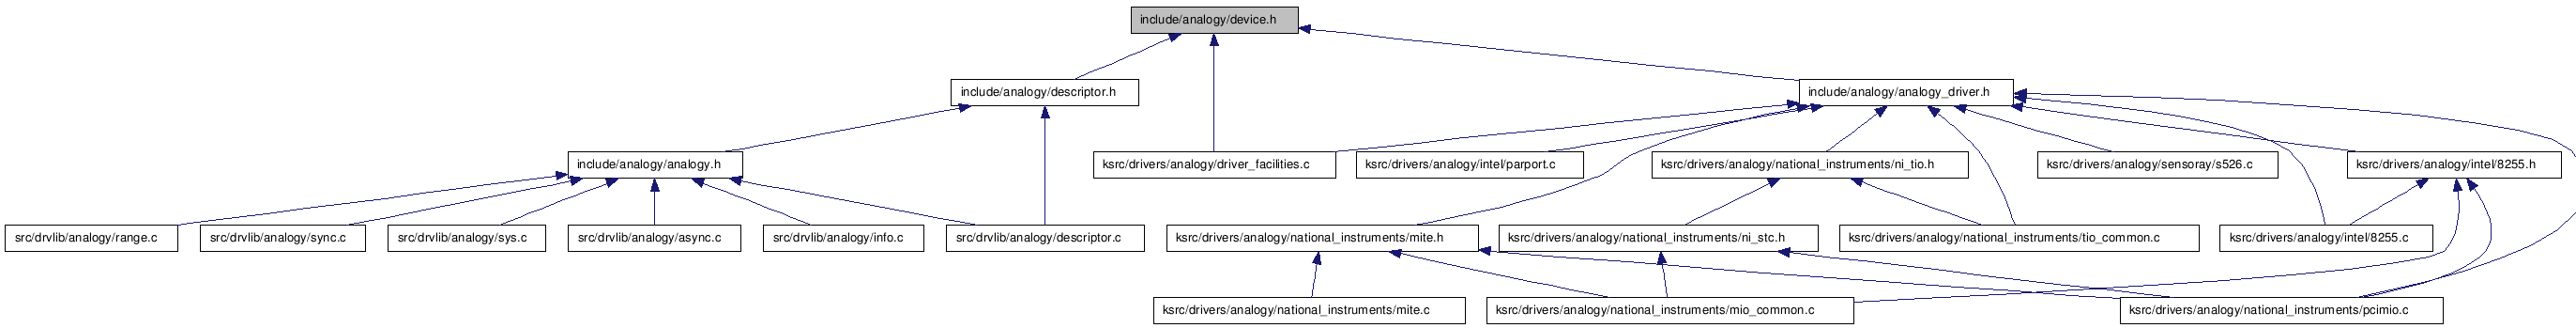 include/analogy/device.h
include/analogy/descriptor.h
include/analogy/analogy_driver.h
include/analogy/analogy.h
ksrc/drivers/analogy/driver_facilities.c
ksrc/drivers/analogy/intel/parport.c
ksrc/drivers/analogy/national_instruments/ni_tio.h
ksrc/drivers/analogy/sensoray/s526.c
ksrc/drivers/analogy/intel/8255.h
src/drvlib/analogy/range.c
src/drvlib/analogy/sync.c
src/drvlib/analogy/sys.c
src/drvlib/analogy/async.c
src/drvlib/analogy/info.c
src/drvlib/analogy/descriptor.c
ksrc/drivers/analogy/national_instruments/mite.h
ksrc/drivers/analogy/national_instruments/ni_stc.h
ksrc/drivers/analogy/national_instruments/tio_common.c
ksrc/drivers/analogy/intel/8255.c
ksrc/drivers/analogy/national_instruments/mite.c
ksrc/drivers/analogy/national_instruments/mio_common.c
ksrc/drivers/analogy/national_instruments/pcimio.c